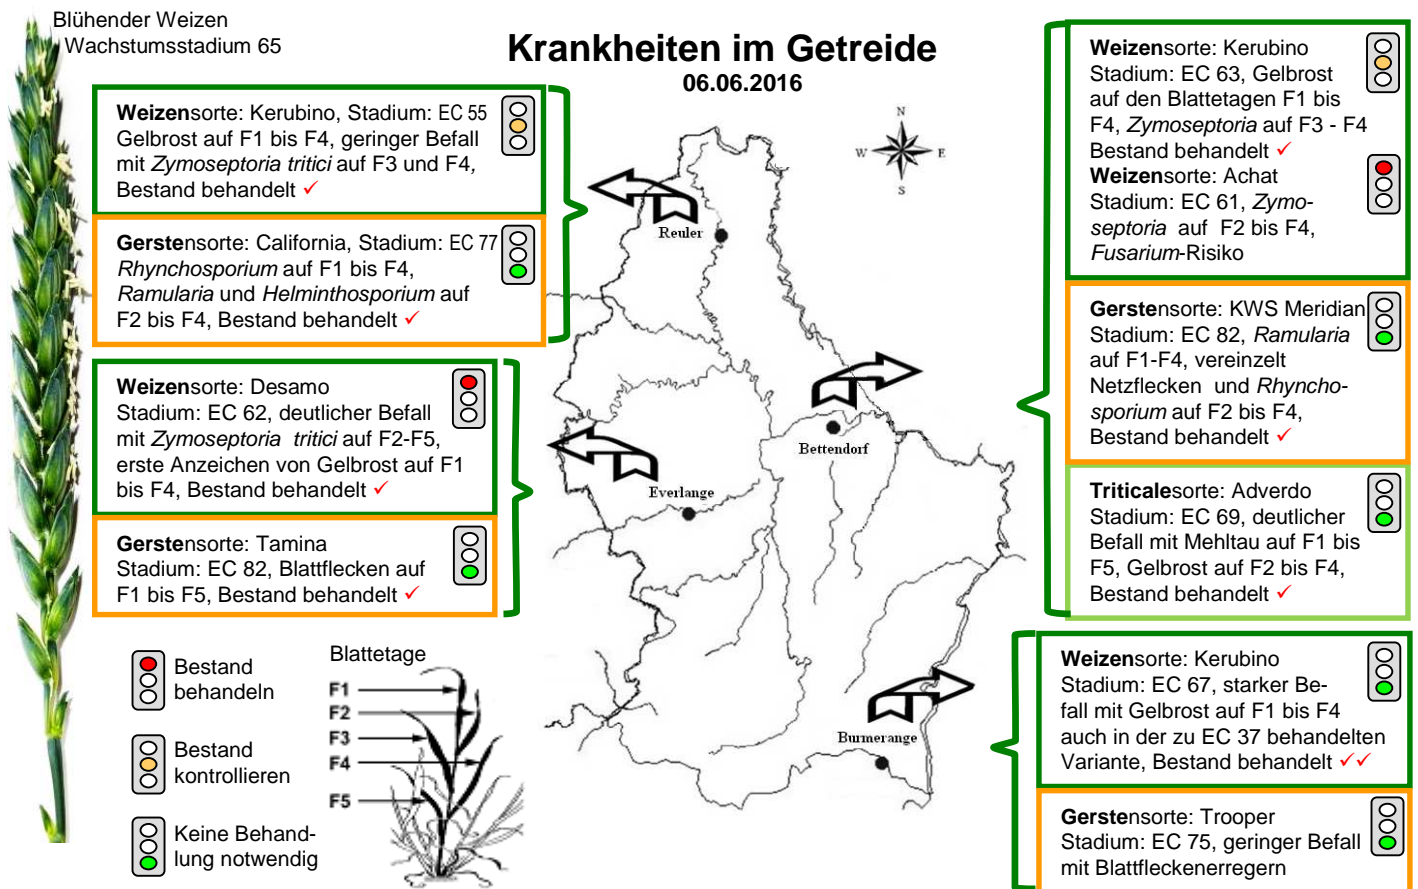 Blühender Weizen
Wachstumsstadium 65
Krankheiten im Getreide
06.06.2016
Weizensorte: Kerubino, Stadium: EC 55
Gelbrost auf F1 bis F4, geringer Befall
mit Zymoseptoria tritici auf F3 und F4,
Bestand behandelt ✓
Gerstensorte: California, Stadium: EC 77
Rhynchosporium auf F1 bis F4,
Ramularia und Helminthosporium auf
F2 bis F4, Bestand behandelt ✓
Weizensorte: Desamo
Stadium: EC 62, deutlicher Befall
mit Zymoseptoria tritici auf F2-F5,
erste Anzeichen von Gelbrost auf F1
bis F4, Bestand behandelt ✓
Gerstensorte: Tamina
Stadium: EC 82, Blattflecken auf
F1 bis F5, Bestand behandelt ✓
Bestand
behandeln
Bestand
kontrollieren
Keine Behand-
lung notwendig
Blattetage
F1
F2
F3
F4
F5
N
W
E
S
Reuler
Bettendorf
Everlange
Burmerange
Weizensorte: Kerubino
Stadium: EC 63, Gelbrost
auf den Blattetagen F1 bis
F4, Zymoseptoria auf F3 - F4
Bestand behandelt ✓
Weizensorte: Achat
Stadium: EC 61, Zymo-
septoria auf F2 bis F4,
Fusarium-Risiko
Gerstensorte: KWS Meridian
Stadium: EC 82, Ramularia
auf F1-F4, vereinzelt
Netzflecken und Rhyncho-
sporium auf F2 bis F4,
Bestand behandelt ✓
Triticalesorte: Adverdo
Stadium: EC 69, deutlicher
Befall mit Mehltau auf F1 bis
F5, Gelbrost auf F2 bis F4,
Bestand behandelt ✓
Weizensorte: Kerubino
Stadium: EC 67, starker Be-
fall mit Gelbrost auf F1 bis F4
auch in der zu EC 37 behandelten
Variante, Bestand behandelt ✓✓
Gerstensorte: Trooper
Stadium: EC 75, geringer Befall
mit Blattfleckenerregern